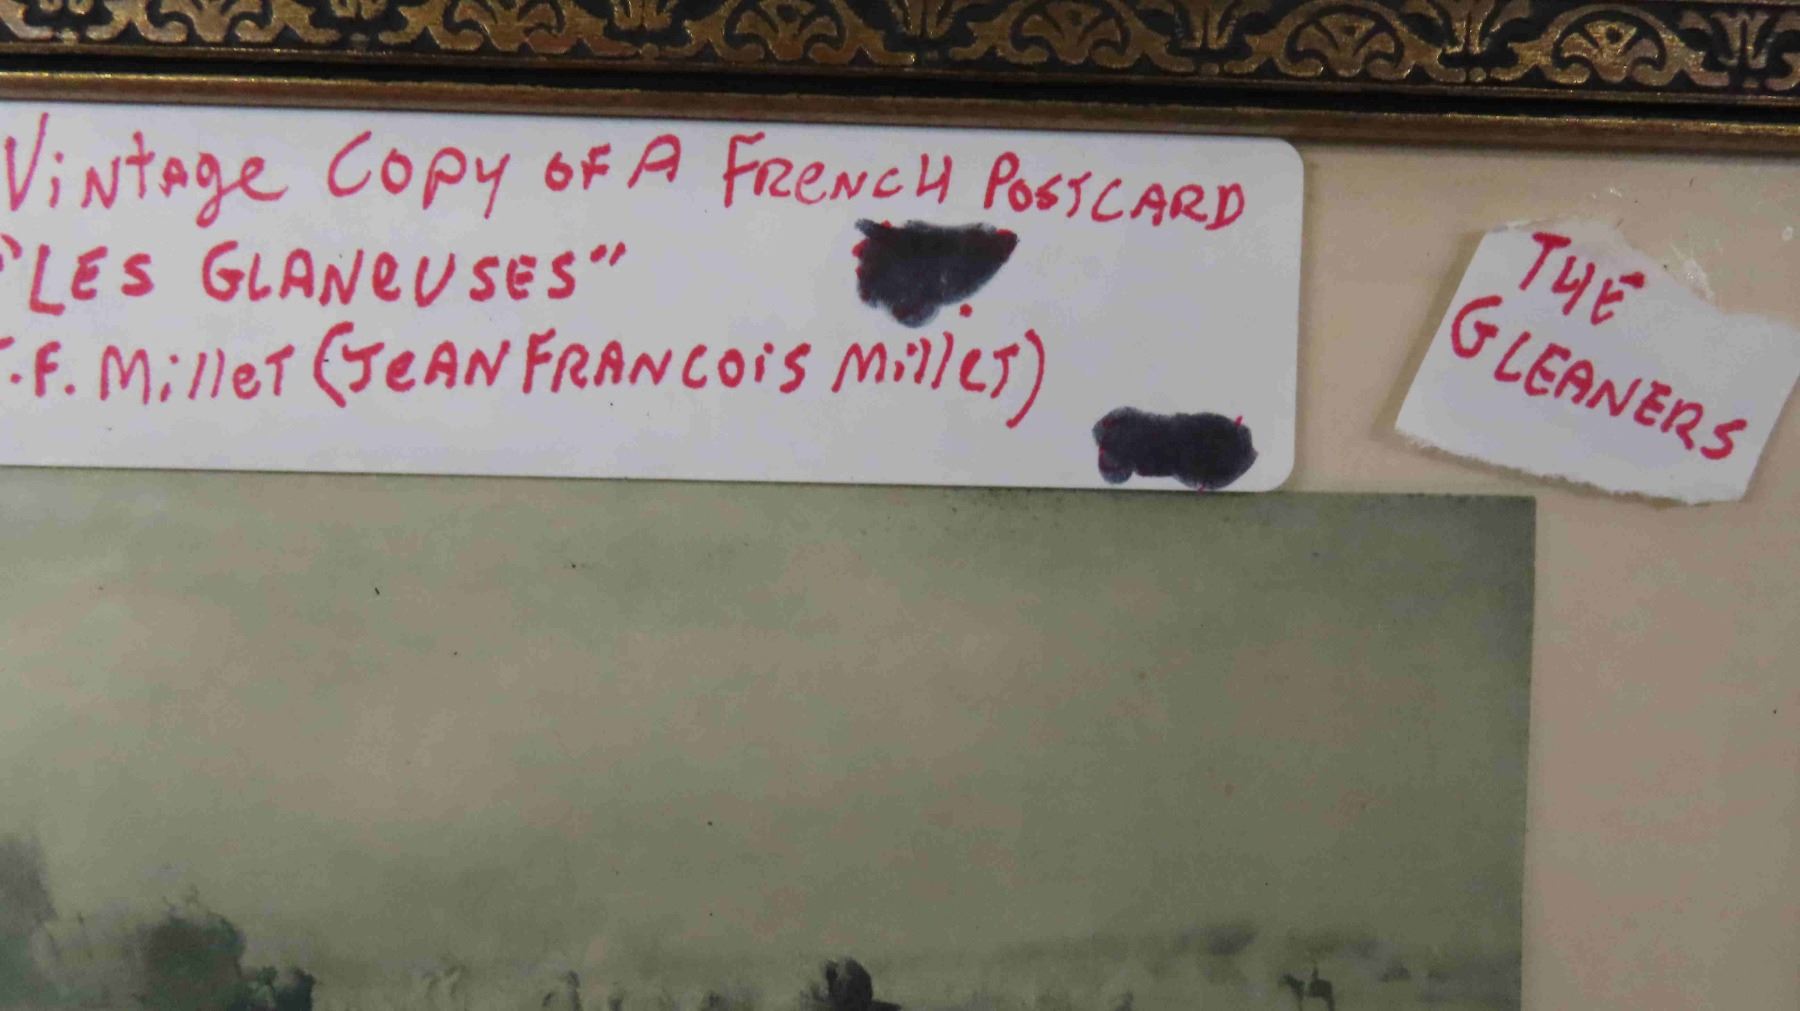 Vintage Copy OF A FRENCH POSTCARD
"LES GLANeUSES"
.F. Millet (JeAN FRANCOiS Millet)
THE
GLEANERS